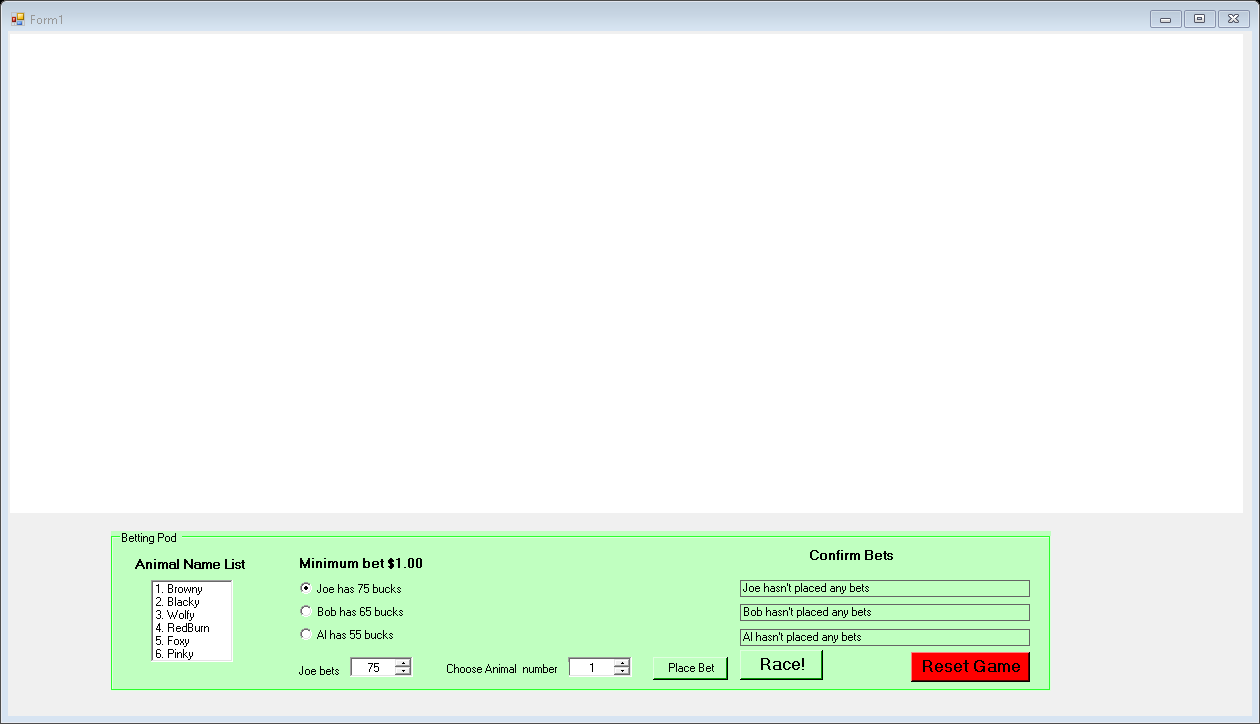 Form1
Betting Pod
Animal Name List
1. Browny
2. Blacky
3. Wolfy
4. RedBurn
5. Foxy
6. Pinky
Minimum bet $1.00
Joe has 75 bucks
Bob has 65 bucks
Al has 55 bucks
Joe bets 75 Choose Animal number 1 Place Bet
Confirm Bets
Joe hasn't placed any bets
Bob hasn't placed any bets
Al hasn't placed any bets
Race! Reset Game